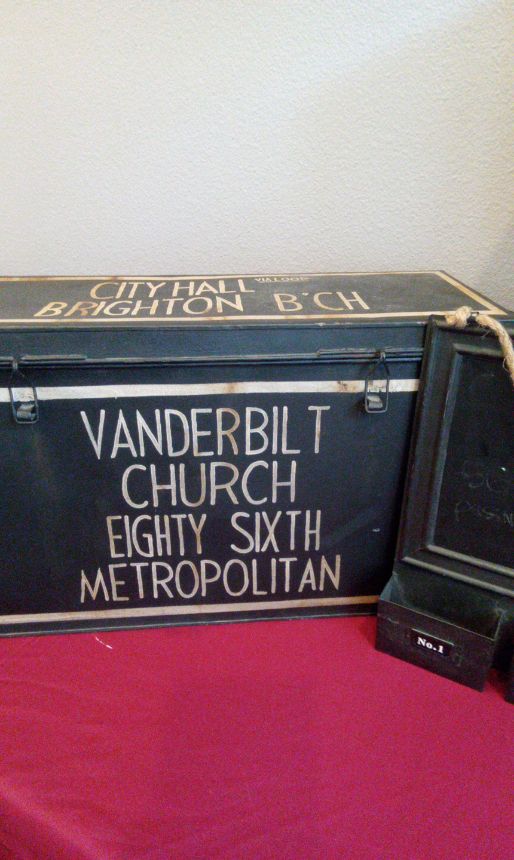 CITY HALL VIA LOOP
BRIGHTON B'CH
VANDERBILT
CHURCH
EIGHTY SIXTH
METROPOLITAN
No.1